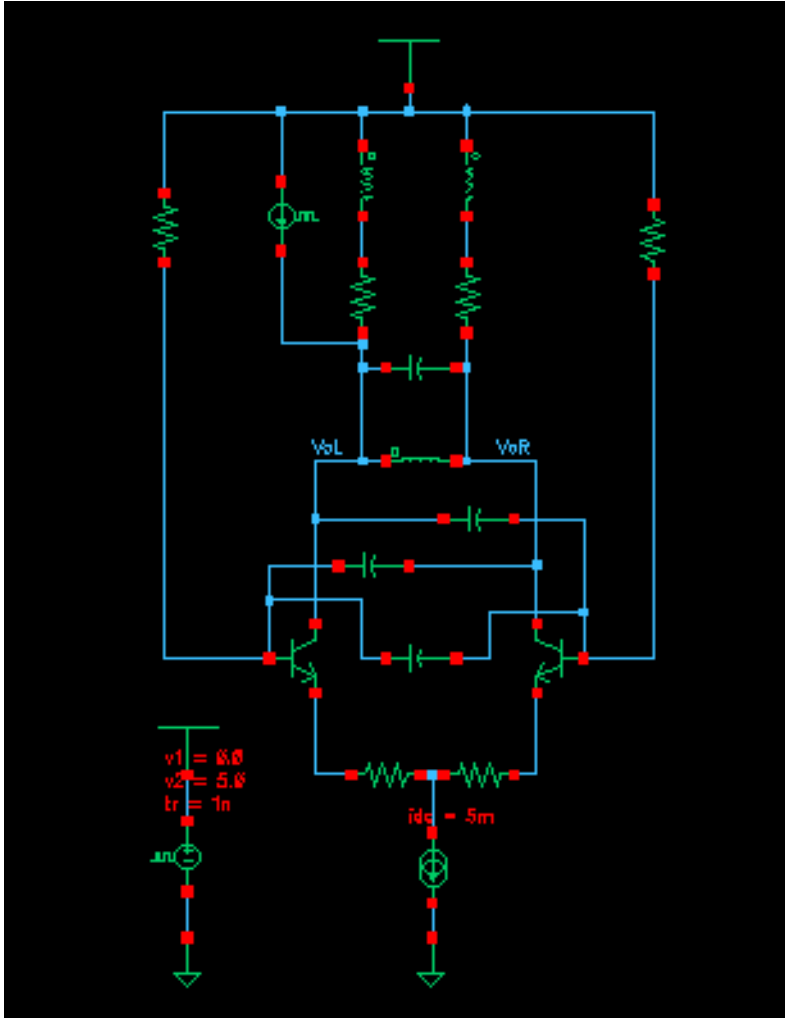 VoL
VoR
v1 = 0.0
v2 = 5.0
tr = 1n
idc = 5m